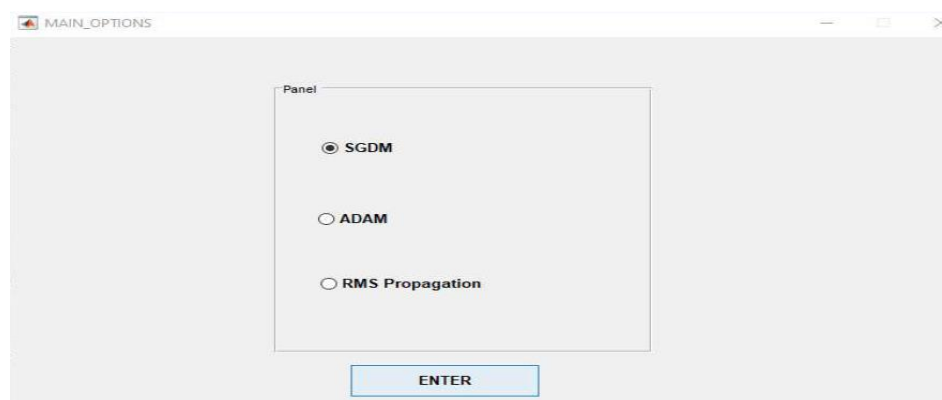 MAIN_OPTIONS
Panel
SGDM
ADAM
RMS Propagation
ENTER